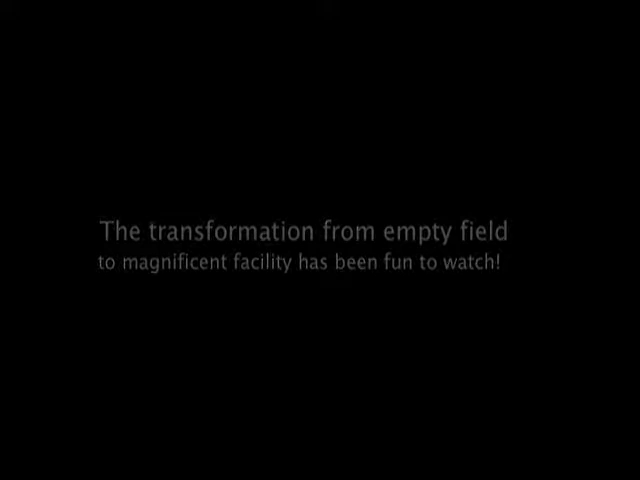 The transformation from empty field
to magnificent facility has been fun to watch!